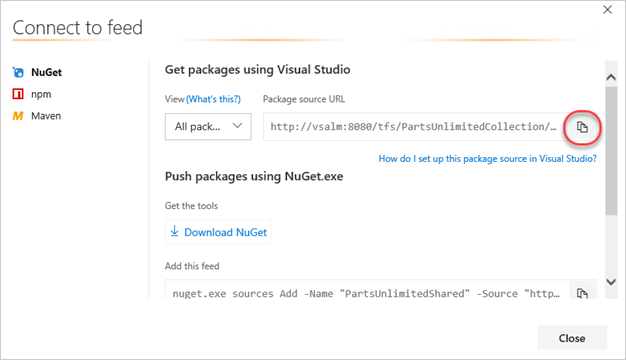 Connect to feed
NuGet
npm
Maven
Get packages using Visual Studio
View (What's this?)
Package source URL
All pack...
http://vsalm:8080/tfs/PartsUnlimitedCollection/...
How do I set up this package source in Visual Studio?
Push packages using NuGet.exe
Get the tools
Download NuGet
Add this feed
nuget.exe sources Add -Name "PartsUnlimitedShared" -Source "http...
Close